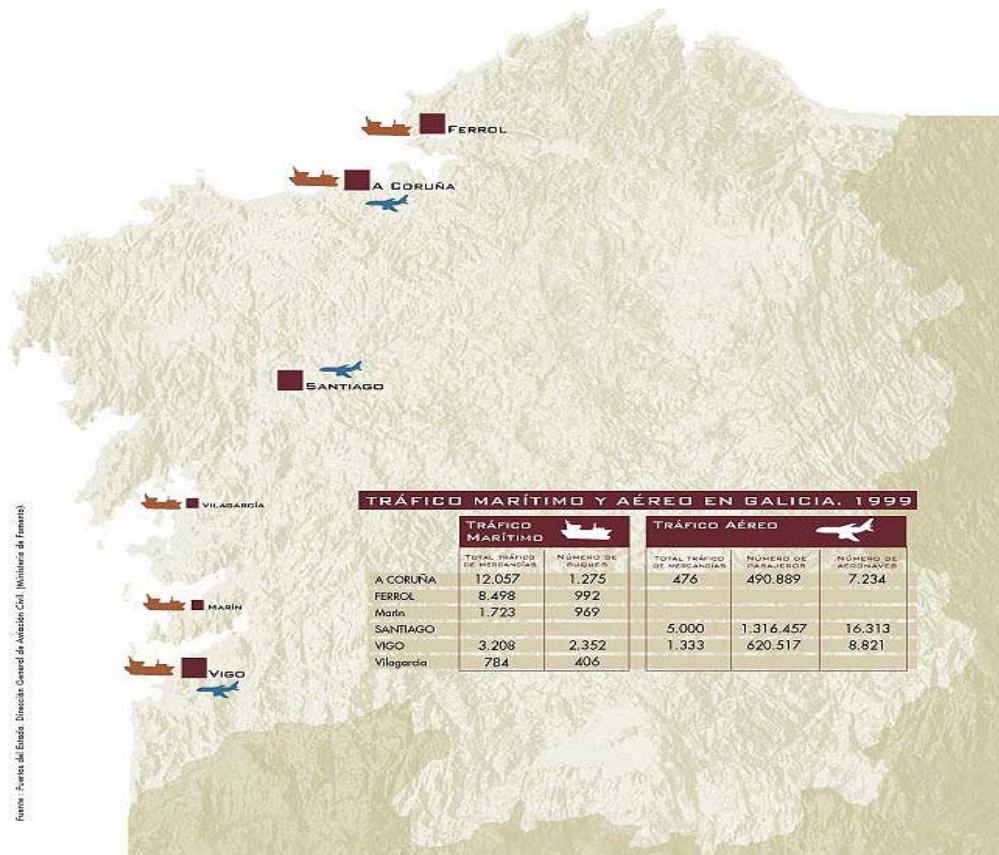 FERROL
A CORUÑA
SANTIAGO
VILAGARCÍA
MARÍN
VIGO
TRÁFICO MARÍTIMO Y AÉREO EN GALICIA. 1999
TRÁFICO MARÍTIMO TRÁFICO AÉREO
TOTAL TRÁFICO DE MERCANCÍAS NÚMERO DE BUQUES TOTAL TRÁFICO DE MERCANCÍAS NÚMERO DE PASAJEROS NÚMERO DE AERONAVES
A CORUÑA 12.057 1.275 476 490.889 7.234
FERROL 8.498 992
Marín 1.723 969
SANTIAGO 5.000 1.316.457 16.313
VIGO 3.208 2.352 1.333 620.517 8.821
Vilagarcía 784 406
Fuente : Puertos del Estado. Dirección General de Aviación Civil. (Ministerio de Fomento)